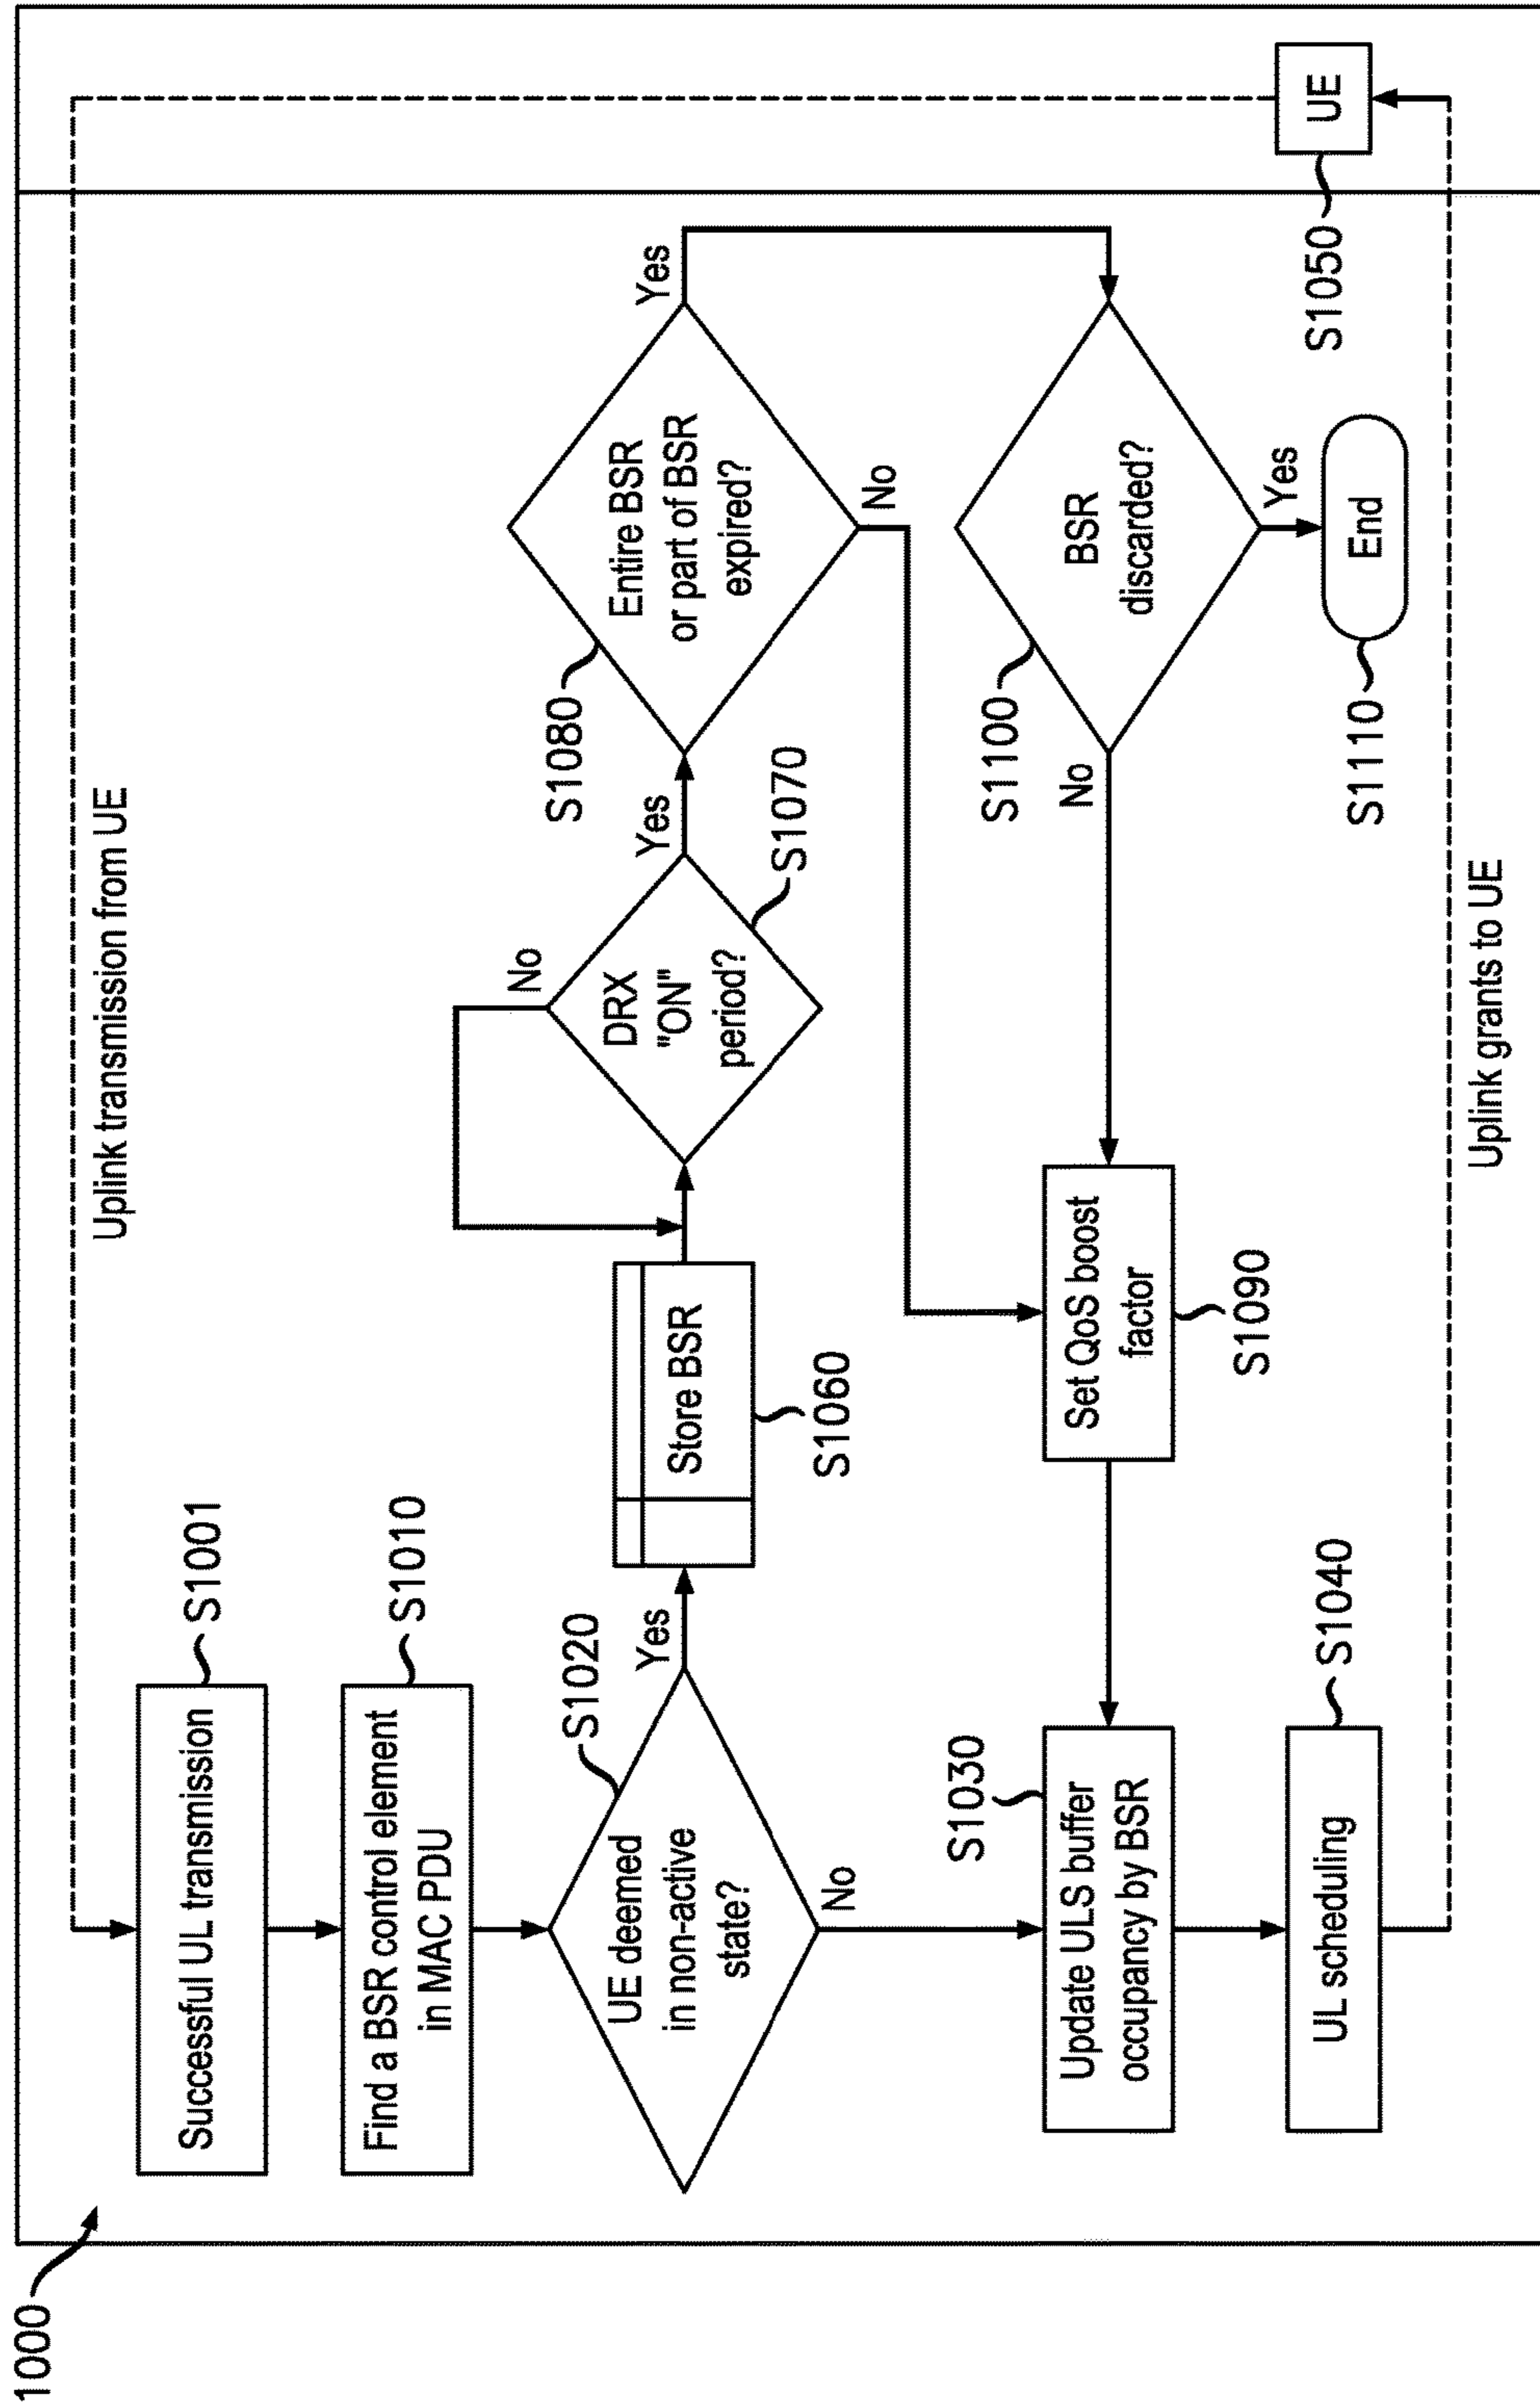 1000
Uplink transmission from UE
Successful UL transmission
S1001
Find a BSR control element
in MAC PDU
S1010
UE deemed
in non-active
state?
S1020
Yes
No
Store BSR
S1060
DRX
"ON"
period?
S1070
No
Yes
Entire BSR
or part of BSR
expired?
S1080
Yes
No
BSR
discarded?
S1100
No
Yes
End
S1110
Set QoS boost
factor
S1090
Update ULS buffer
occupancy by BSR
S1030
UL scheduling
S1040
UE
S1050
Uplink grants to UE